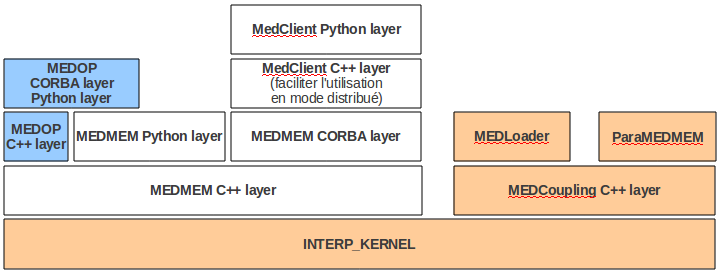 MedClient Python layer
MEDOP
CORBA layer
Python layer
MedClient C++ layer
(faciliter l'utilisation
en mode distribué)
MEDOP
C++ layer
MEDMEM Python layer
MEDMEM CORBA layer
MEDLoader
ParaMEDMEM
MEDMEM C++ layer
MEDCoupling C++ layer
INTERP_KERNEL